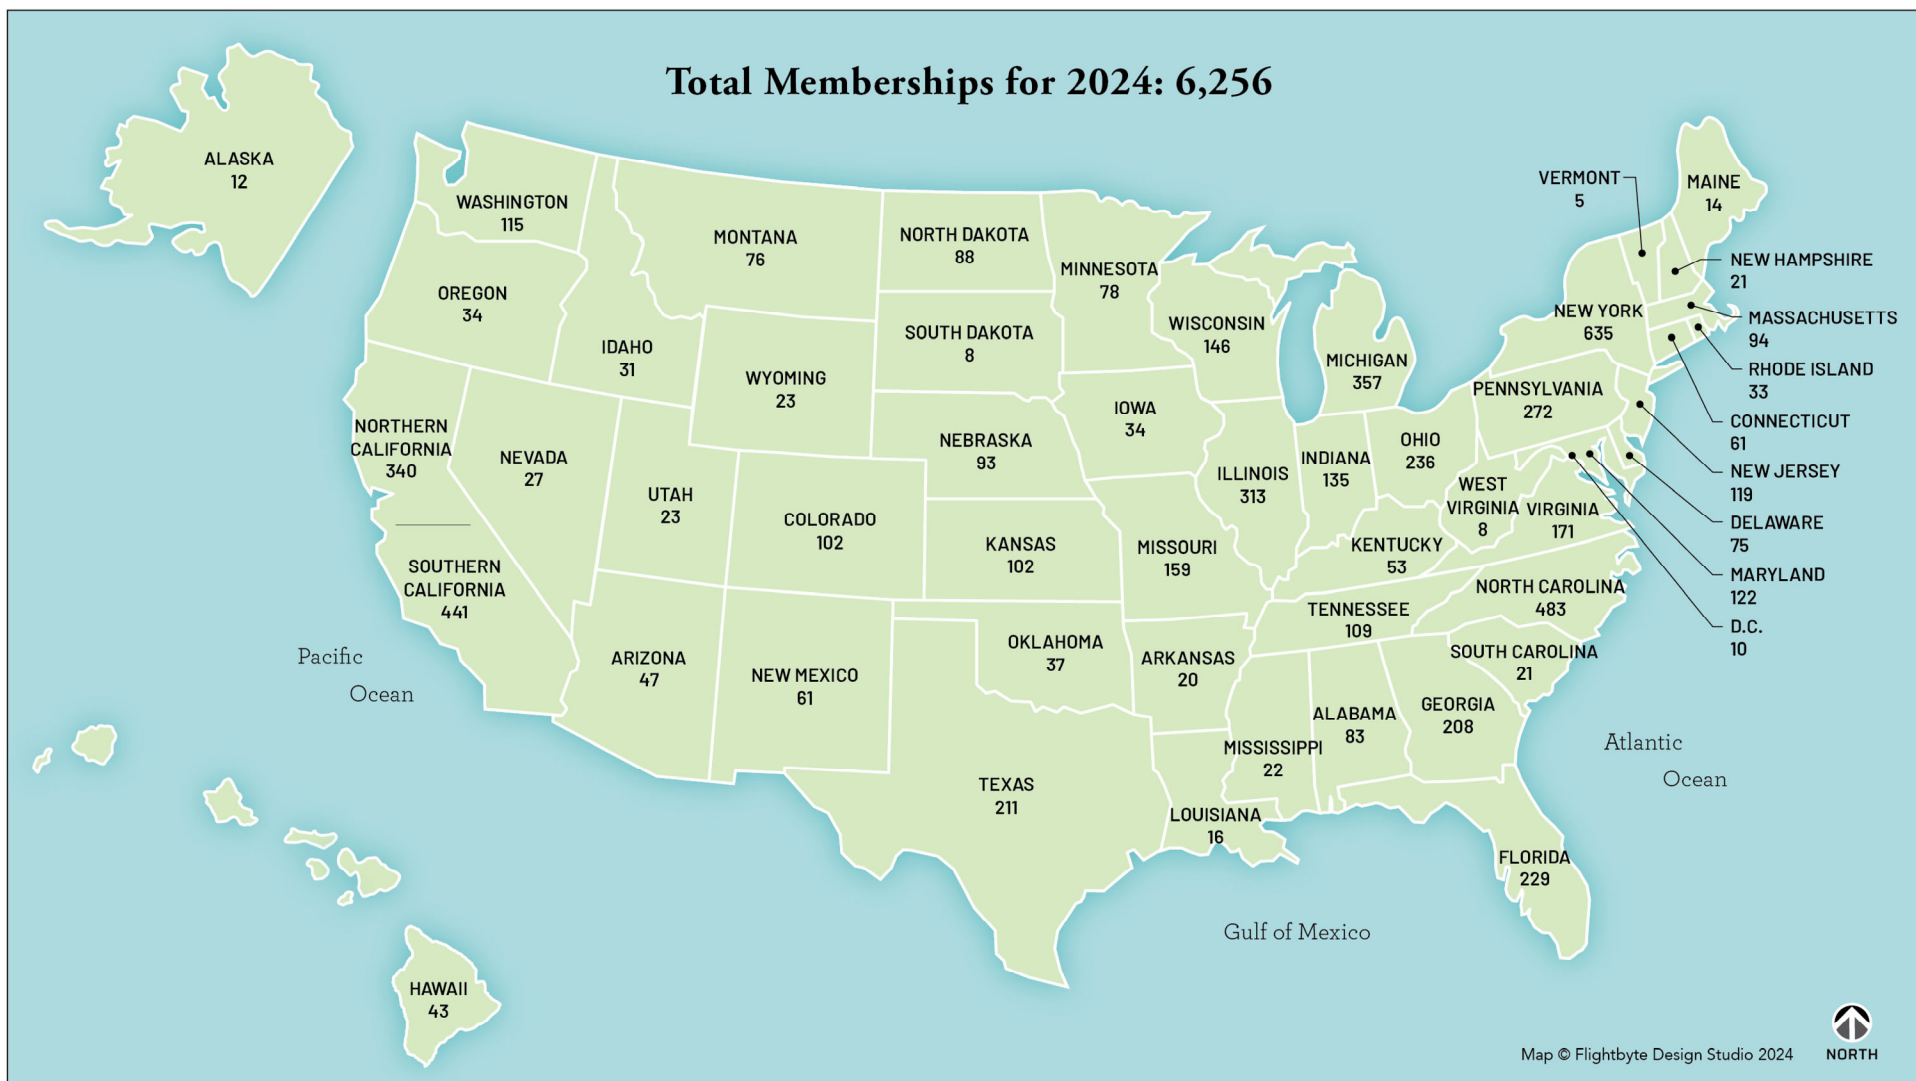 Total Memberships for 2024: 6,256
ALASKA
12
WASHINGTON
115
OREGON
34
IDAHO
31
MONTANA
76
NORTH DAKOTA
88
MINNESOTA
78
WISCONSIN
146
MICHIGAN
357
NEW YORK
635
VERMONT
5
MAINE
14
NEW HAMPSHIRE
21
MASSACHUSETTS
94
RHODE ISLAND
33
CONNECTICUT
61
NEW JERSEY
119
DELAWARE
75
MARYLAND
122
D.C.
10
SOUTH DAKOTA
8
WYOMING
23
NORTHERN
CALIFORNIA
340
NEVADA
27
UTAH
23
COLORADO
102
NEBRASKA
93
KANSAS
102
IOWA
34
MISSOURI
159
ILLINOIS
313
INDIANA
135
OHIO
236
PENNSYLVANIA
272
WEST
VIRGINIA
8
VIRGINIA
171
KENTUCKY
53
NORTH CAROLINA
483
TENNESSEE
109
SOUTH CAROLINA
21
SOUTHERN
CALIFORNIA
441
ARIZONA
47
NEW MEXICO
61
OKLAHOMA
37
ARKANSAS
20
TEXAS
211
LOUISIANA
16
MISSISSIPPI
22
ALABAMA
83
GEORGIA
208
FLORIDA
229
HAWAII
43
Pacific
Ocean
Atlantic
Ocean
Gulf of Mexico
Map © Flightbyte Design Studio 2024
NORTH